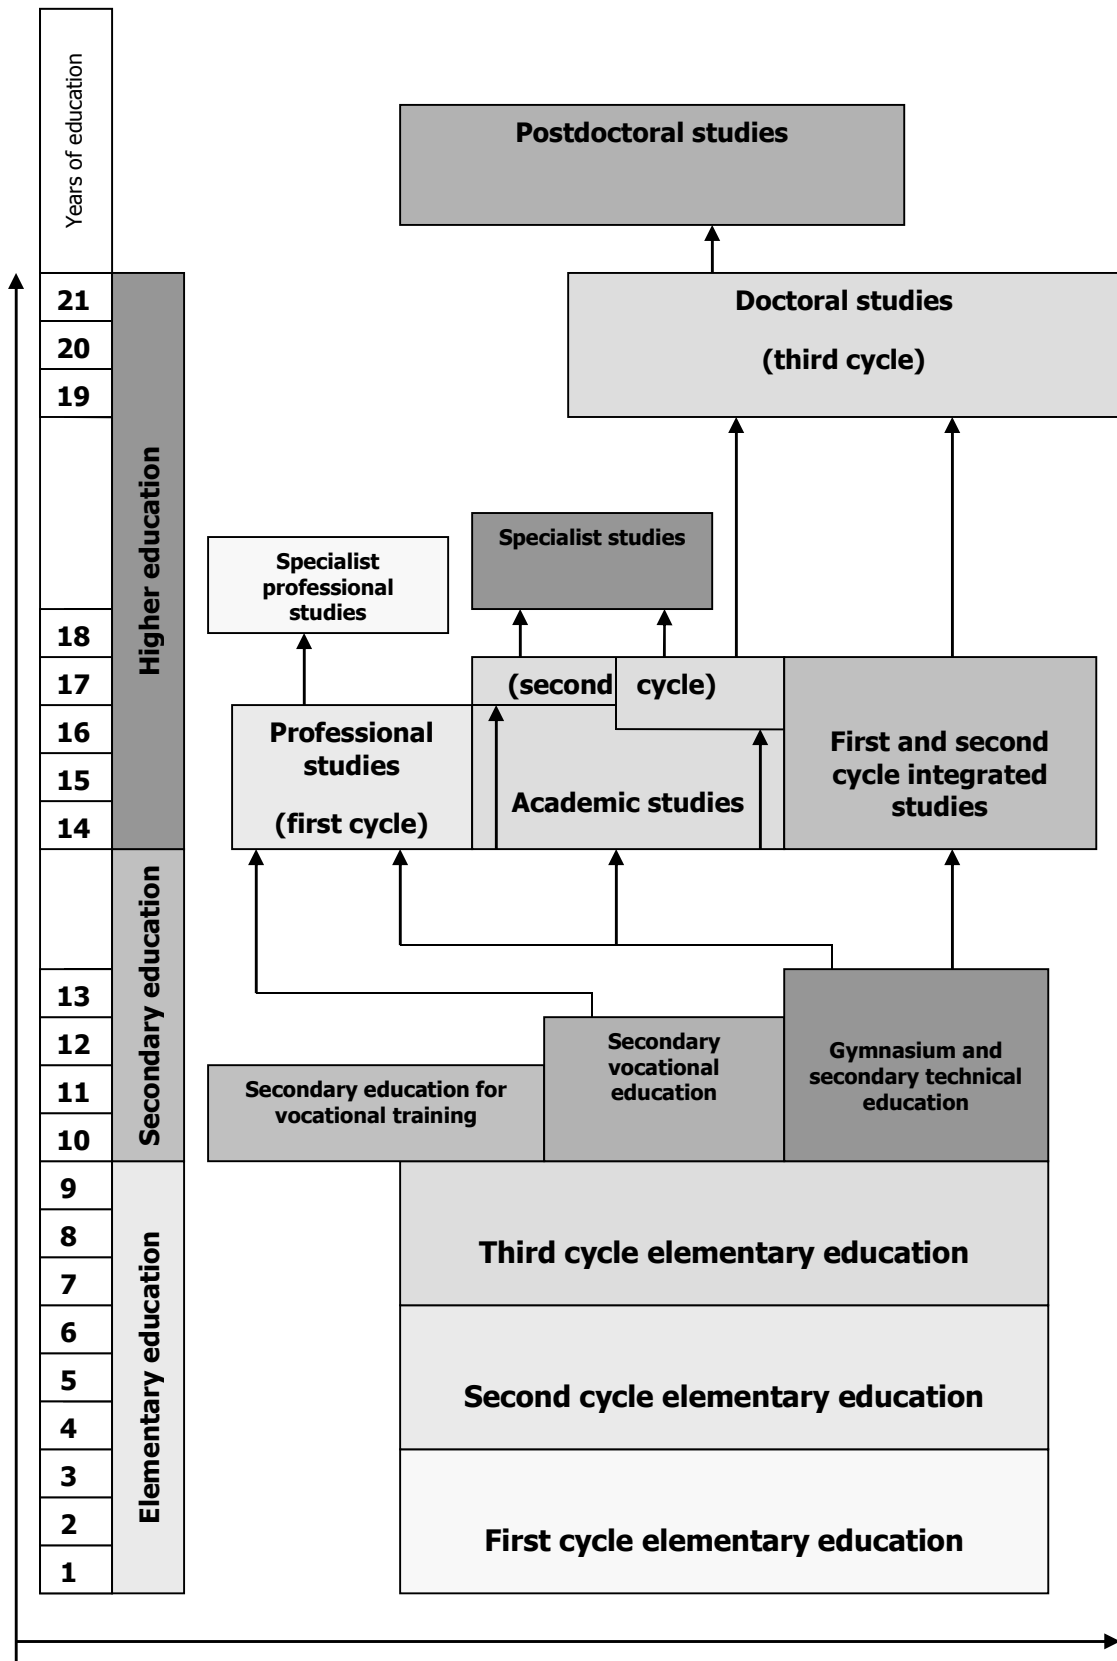 Years of education
Postdoctoral studies
21
20
19
18
17
16
15
14
13
12
11
10
9
8
7
6
5
4
3
2
1
Higher education
Secondary education
Elementary education
Doctoral studies
(third cycle)
Specialist
professional
studies
Specialist studies
(second cycle)
Professional
studies
(first cycle)
Academic studies
First and second
cycle integrated
studies
Secondary education for
vocational training
Secondary
vocational
education
Gymnasium and
secondary technical
education
Third cycle elementary education
Second cycle elementary education
First cycle elementary education